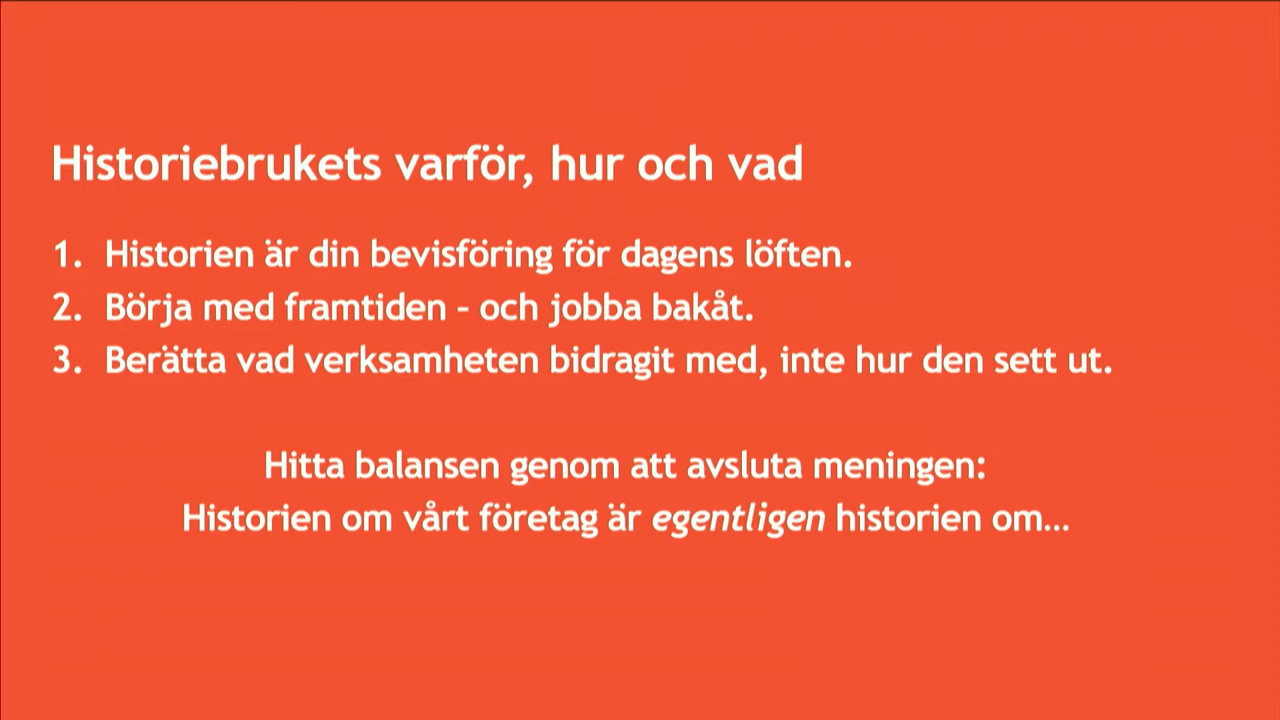 Historiebrukets varför, hur och vad
1. Historien är din bevisföring för dagens löften.
2. Börja med framtiden – och jobba bakåt.
3. Berätta vad verksamheten bidragit med, inte hur den sett ut.
Hitta balansen genom att avsluta meningen:
Historien om vårt företag är egentligen historien om…